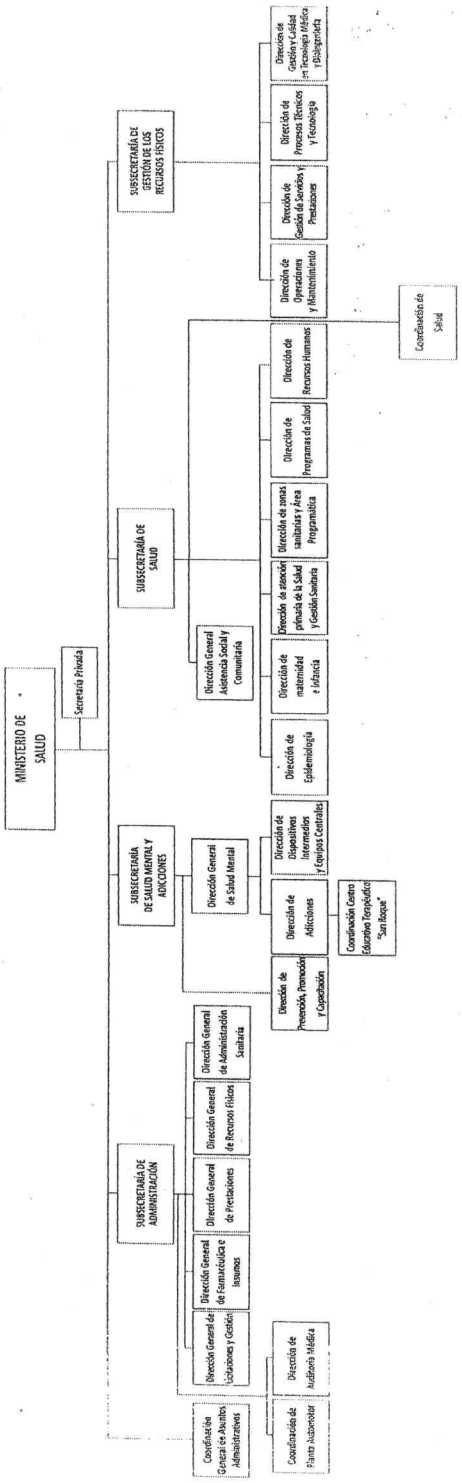 MINISTERIO DE
SALUD
Secretaria Privada
SUBSECRETARÍA DE
ADMINISTRACIÓN
SUBSECRETARÍA
DE SALUD MENTAL Y
ADICCIONES
SUBSECRETARÍA DE
SALUD
SUBSECRETARÍA DE
GESTIÓN DE LOS
RECURSOS FÍSICOS
Coordinación
General de Asuntos
Administrativos
Dirección General de
Licitaciones y Gestión
Dirección General
de Farmacéutica e
insumos
Dirección General
de Prestaciones
Dirección General
de Recursos Físicos
Dirección General
de Administración
Sanitaria
Dirección General
de Salud Mental
Dirección General
Asistencia Social y
Comunitaria
Coordinación de
Planta Automotor
Dirección de
Auditoria Médica
Dirección de
Prevención, Promoción
y Capacitación
Dirección de
Adicciones
Dirección de
Dispositivos
Intermedios
y Equipos Centrales
Dirección de
Epidemiología
Dirección de
maternidad
e infancia
Dirección de atención
primaria de la Salud
y Gestión Sanitaria
Dirección de zonas
sanitarias y Área
Programática
Dirección de
Programas de Salud
Dirección de
Recursos Humanos
Dirección de
Operaciones
y Mantenimiento
Dirección de
Gestión de Servicios y
Prestaciones
Dirección de
Procesos Técnicos
y Tecnología
Dirección de
Gestión y Calidad
en Tecnología Médica
y Bioingeniería
Coordinación Centro
Educativo Terapéutico
"San Roque"
Coordinación de
Salud